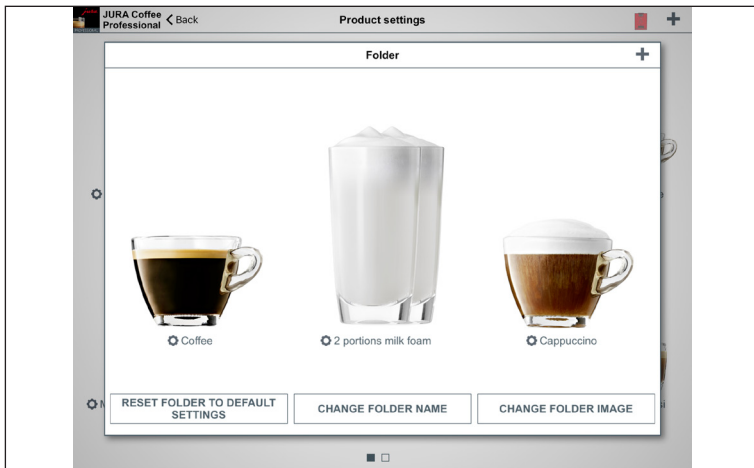 JURA Coffee
Professional
Back
Product settings
Folder
Coffee
2 portions milk foam
Cappuccino
RESET FOLDER TO DEFAULT
SETTINGS
CHANGE FOLDER NAME
CHANGE FOLDER IMAGE